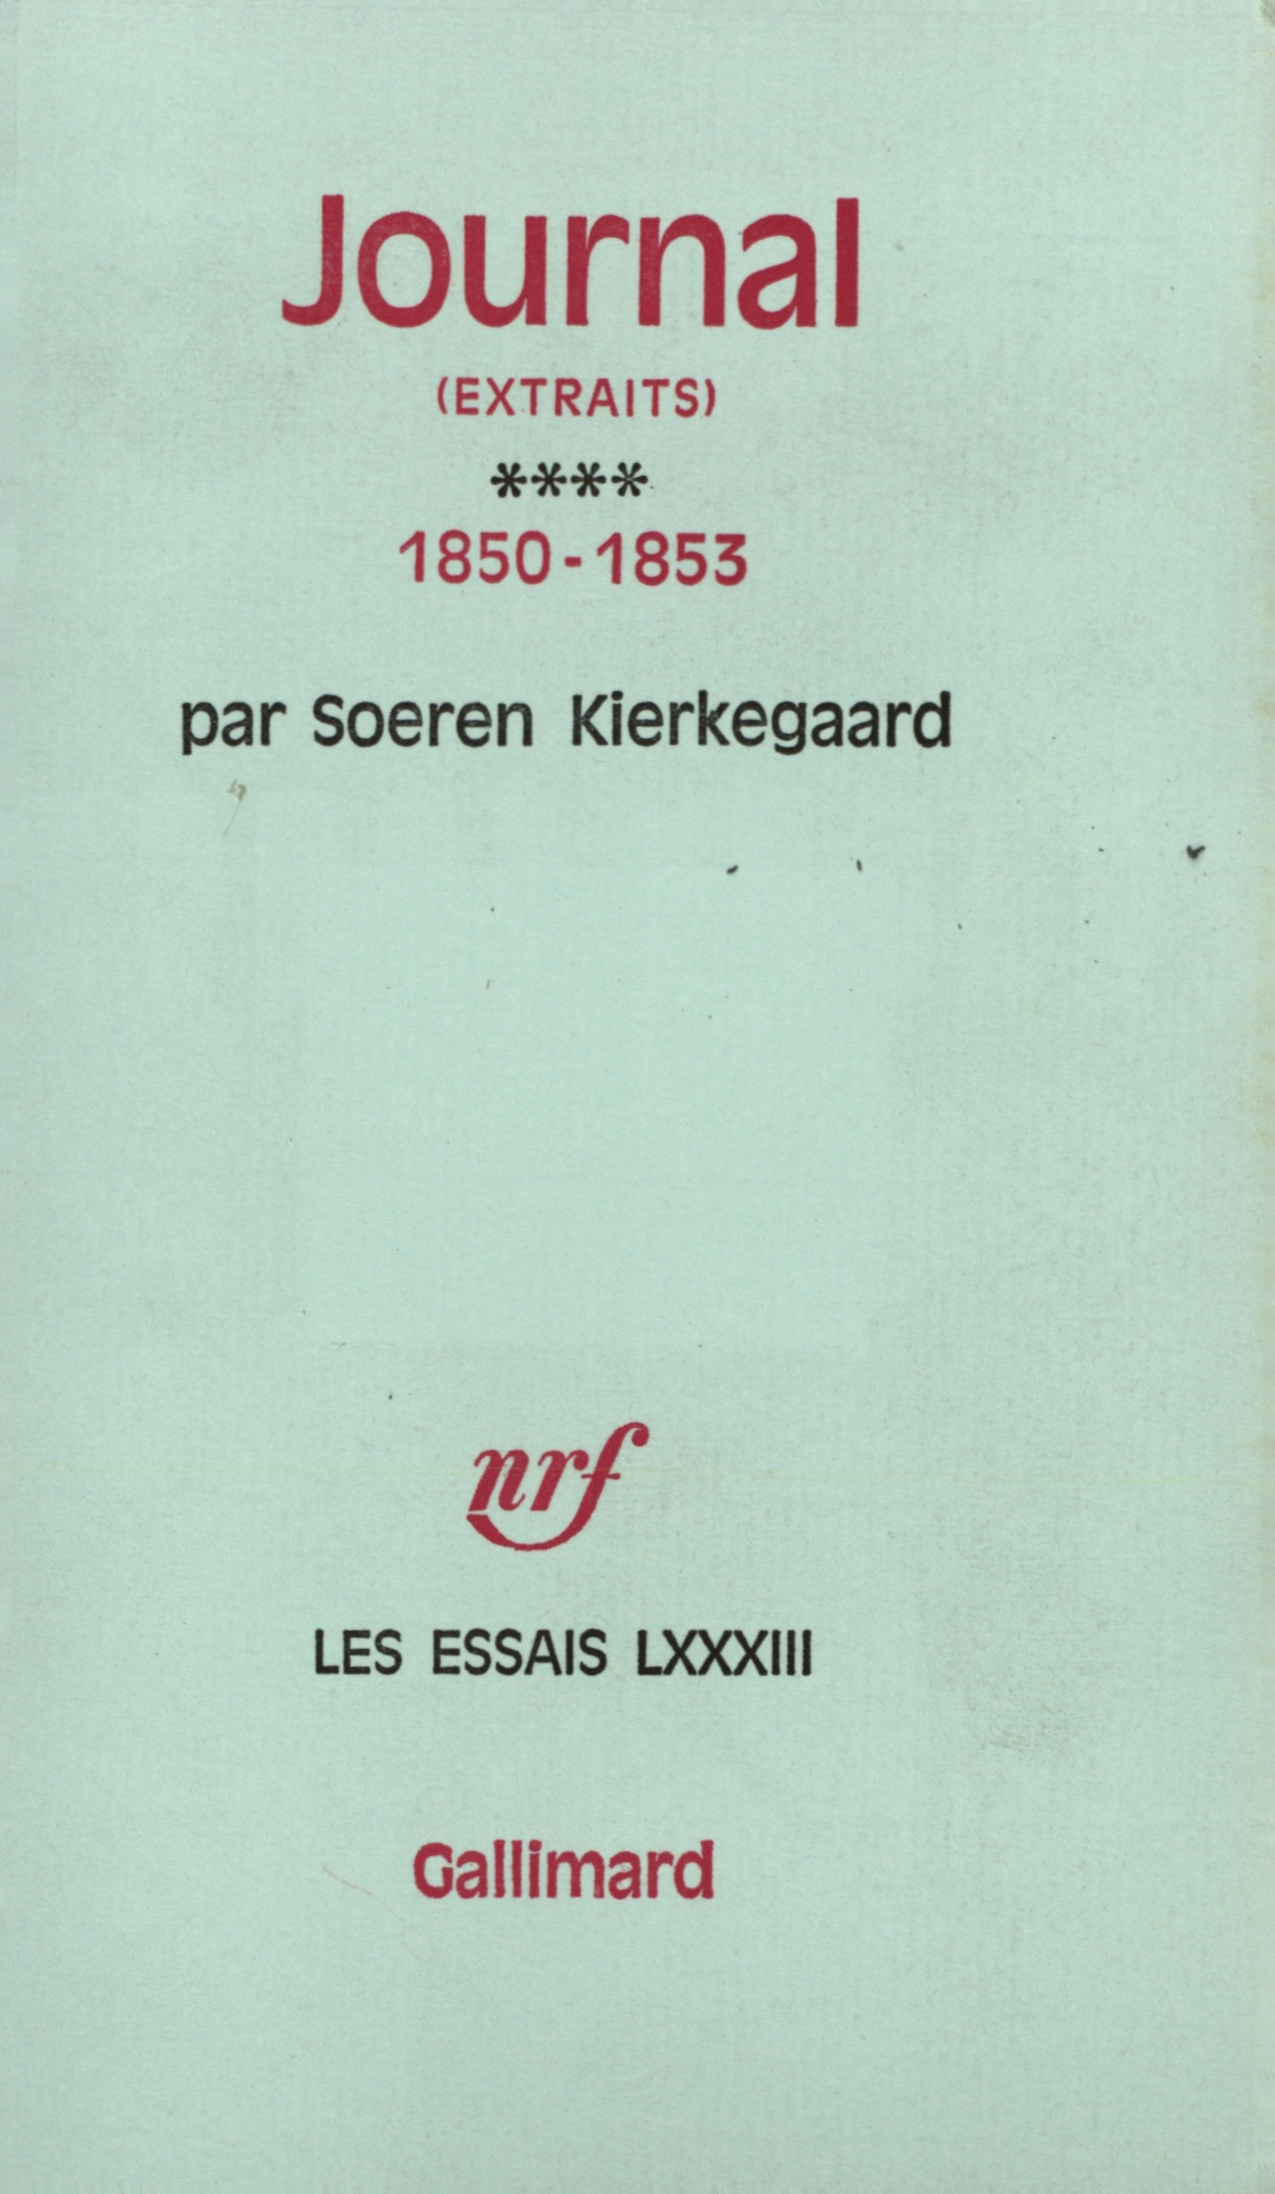 Journal
(EXTRAITS)
****
1850-1853
par Soeren Kierkegaard
nrf
LES ESSAIS LXXXIII
Gallimard